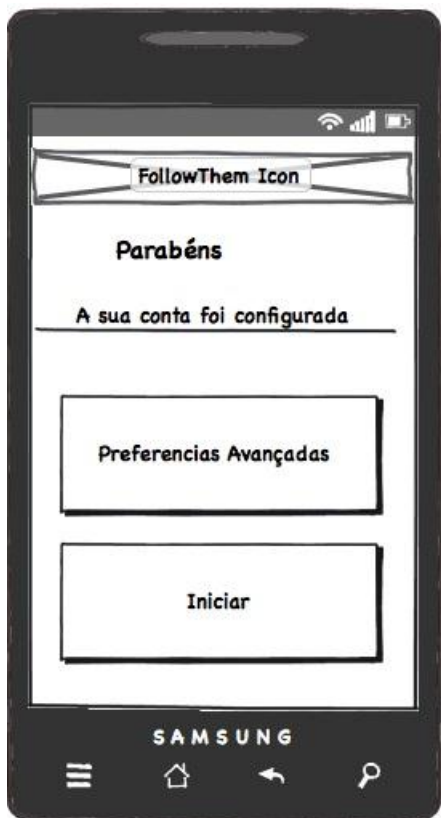 FollowThem Icon
Parabéns
A sua conta foi configurada
Preferencias Avançadas
Iniciar
SAMSUNG